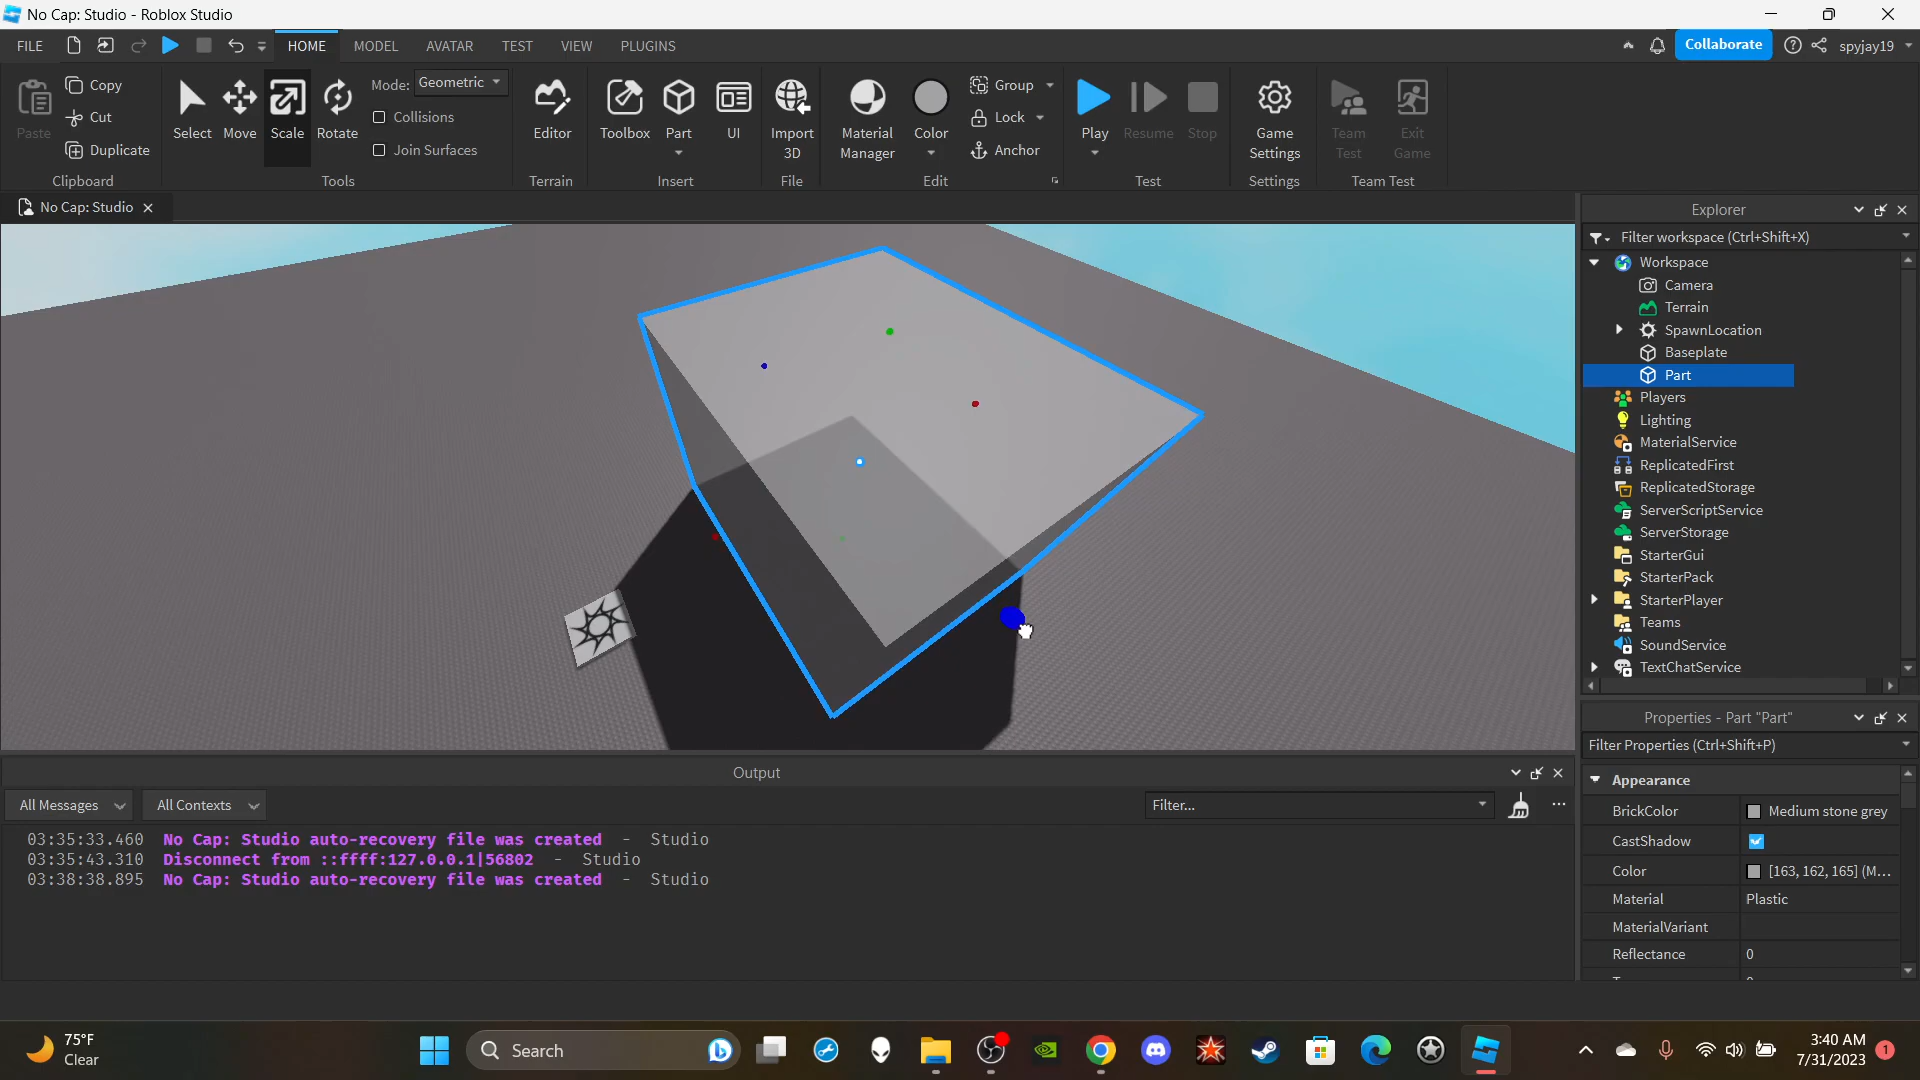 No Cap: Studio - Roblox Studio
FILE HOME MODEL AVATAR TEST VIEW PLUGINS Collaborate spyjay19
Paste Copy Cut Duplicate
Clipboard
Select Move Scale Rotate
Mode: Geometric
Collisions
Join Surfaces
Tools
Editor
Terrain
Toolbox Part UI
Insert
Import 3D
File
Material Manager Color
Group
Lock
Anchor
Edit
Play Resume Stop
Test
Game Settings
Settings
Team Test Exit Game
Team Test
No Cap: Studio
Explorer
Filter workspace (Ctrl+Shift+X)
Workspace
Camera
Terrain
SpawnLocation
Baseplate
Part
Players
Lighting
MaterialService
ReplicatedFirst
ReplicatedStorage
ServerScriptService
ServerStorage
StarterGui
StarterPack
StarterPlayer
Teams
SoundService
TextChatService
Properties - Part "Part"
Filter Properties (Ctrl+Shift+P)
Appearance
BrickColor Medium stone grey
CastShadow
Color [163, 162, 165] (M...
Material Plastic
MaterialVariant
Reflectance 0
Output
All Messages All Contexts Filter...
03:35:33.460 No Cap: Studio auto-recovery file was created - Studio
03:35:43.310 Disconnect from ::ffff:127.0.0.1|56802 - Studio
03:38:38.895 No Cap: Studio auto-recovery file was created - Studio
75°F
Clear
Search
3:40 AM
7/31/2023
1